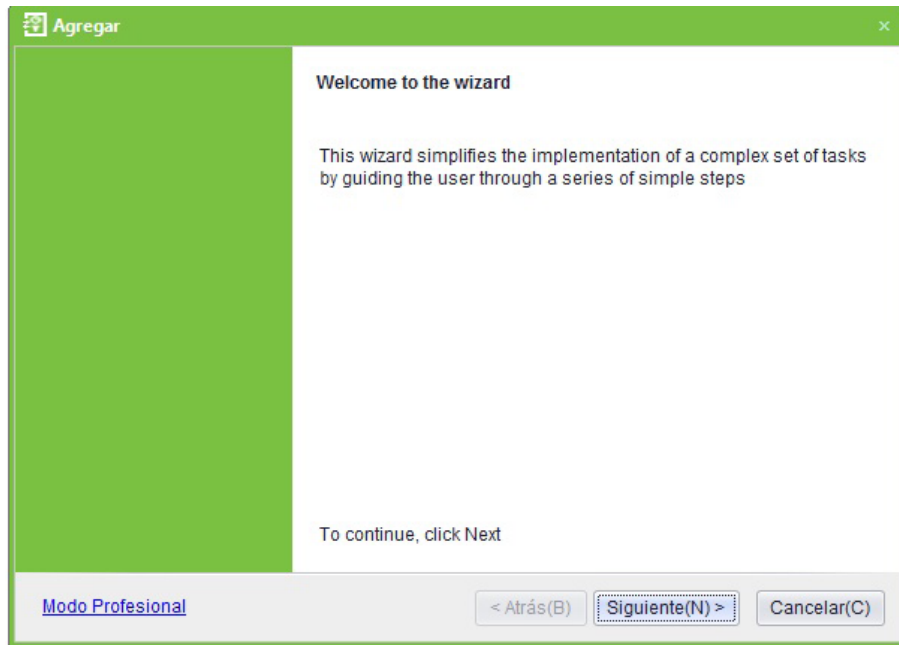 Agregar
Welcome to the wizard
This wizard simplifies the implementation of a complex set of tasks
by guiding the user through a series of simple steps
To continue, click Next
Modo Profesional
< Atrás(B)
Siguiente(N) >
Cancelar(C)